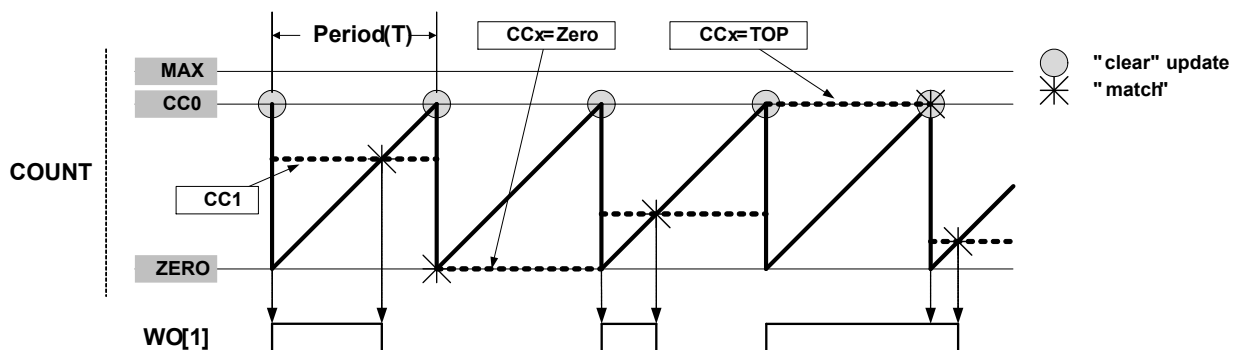 Period(T)
CCx=Zero
CCx=TOP
"clear" update
"match"
MAX
CC0
COUNT
CC1
ZERO
WO[1]